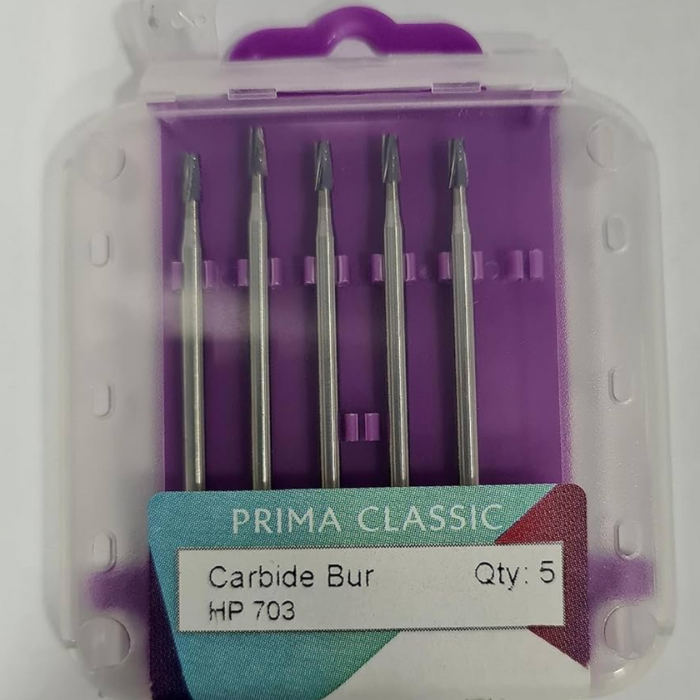 PRIMA CLASSIC
Carbide Bur Qty: 5
HP 703